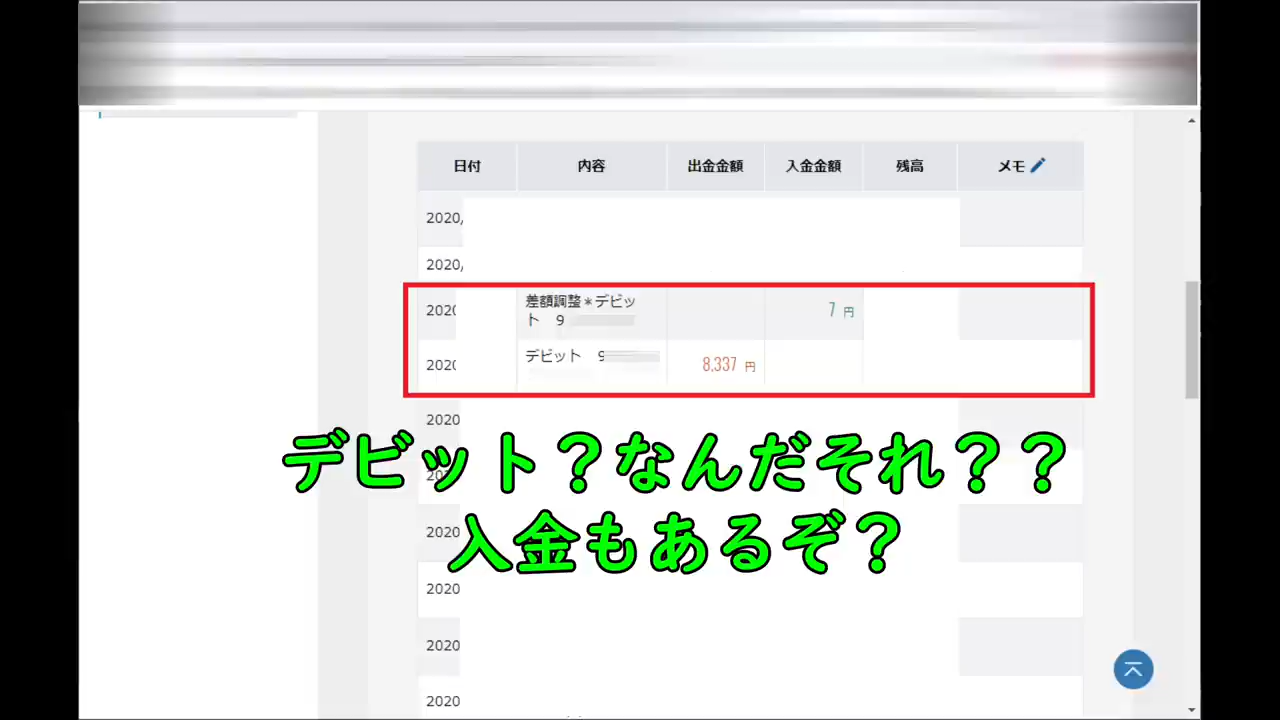 日付 内容 出金金額 入金金額 残高 メモ
2020,
2020,
2020
差額調整＊デビッ
ト 9
7 円
2020
デビット 9
8,337 円
2020
デビット？なんだそれ？？
20
2020
入金もあるぞ？
2020
2020
2020